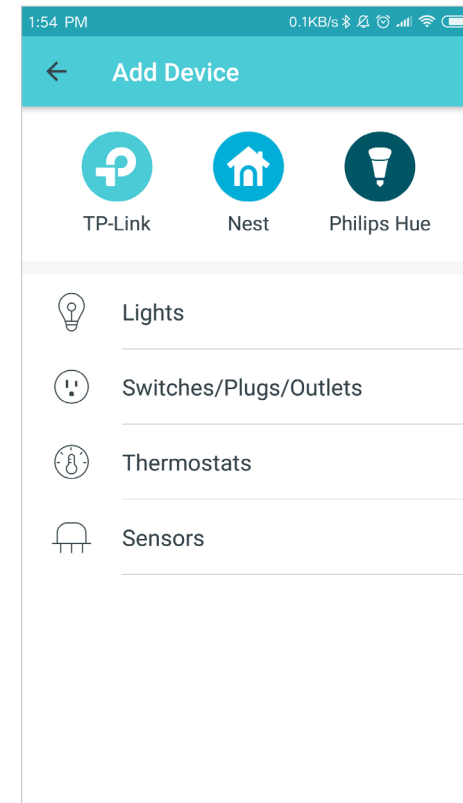 1:54 PM 0.1KB/s
Add Device
TP-Link Nest Philips Hue
Lights
Switches/Plugs/Outlets
Thermostats
Sensors